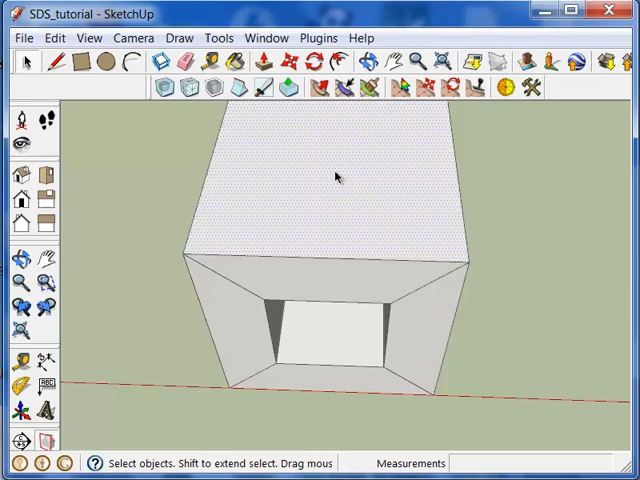 SDS_tutorial - SketchUp
File Edit View Camera Draw Tools Window Plugins Help
ABC
A
Select objects. Shift to extend select. Drag mous
Measurements